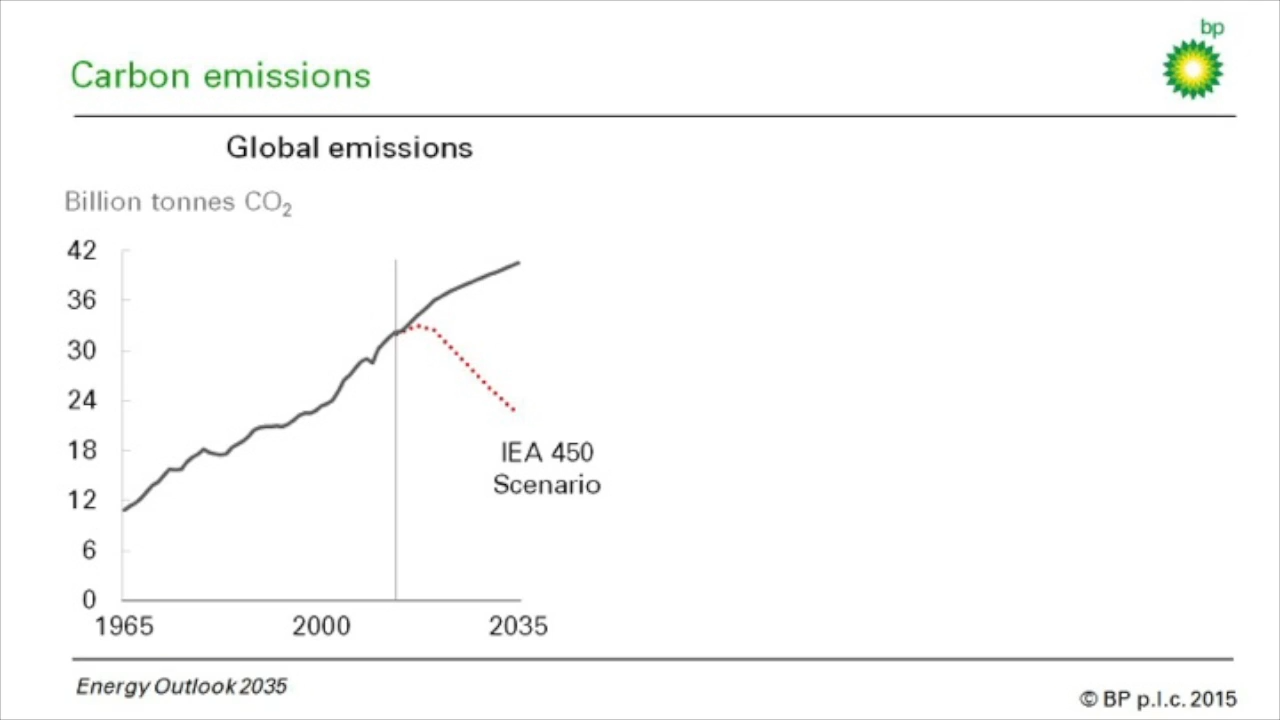 bp
Carbon emissions
Global emissions
Billion tonnes CO₂
42
36
30
24
18
12
6
0
IEA 450
Scenario
1965 2000 2035
Energy Outlook 2035
© BP p.l.c. 2015